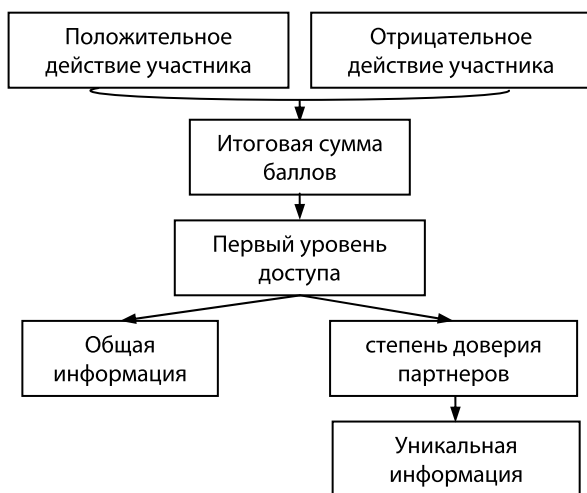 Положительное
действие участника
Отрицательное
действие участника
Итоговая сумма
баллов
Первый уровень
доступа
Общая
информация
степень доверия
партнеров
Уникальная
информация